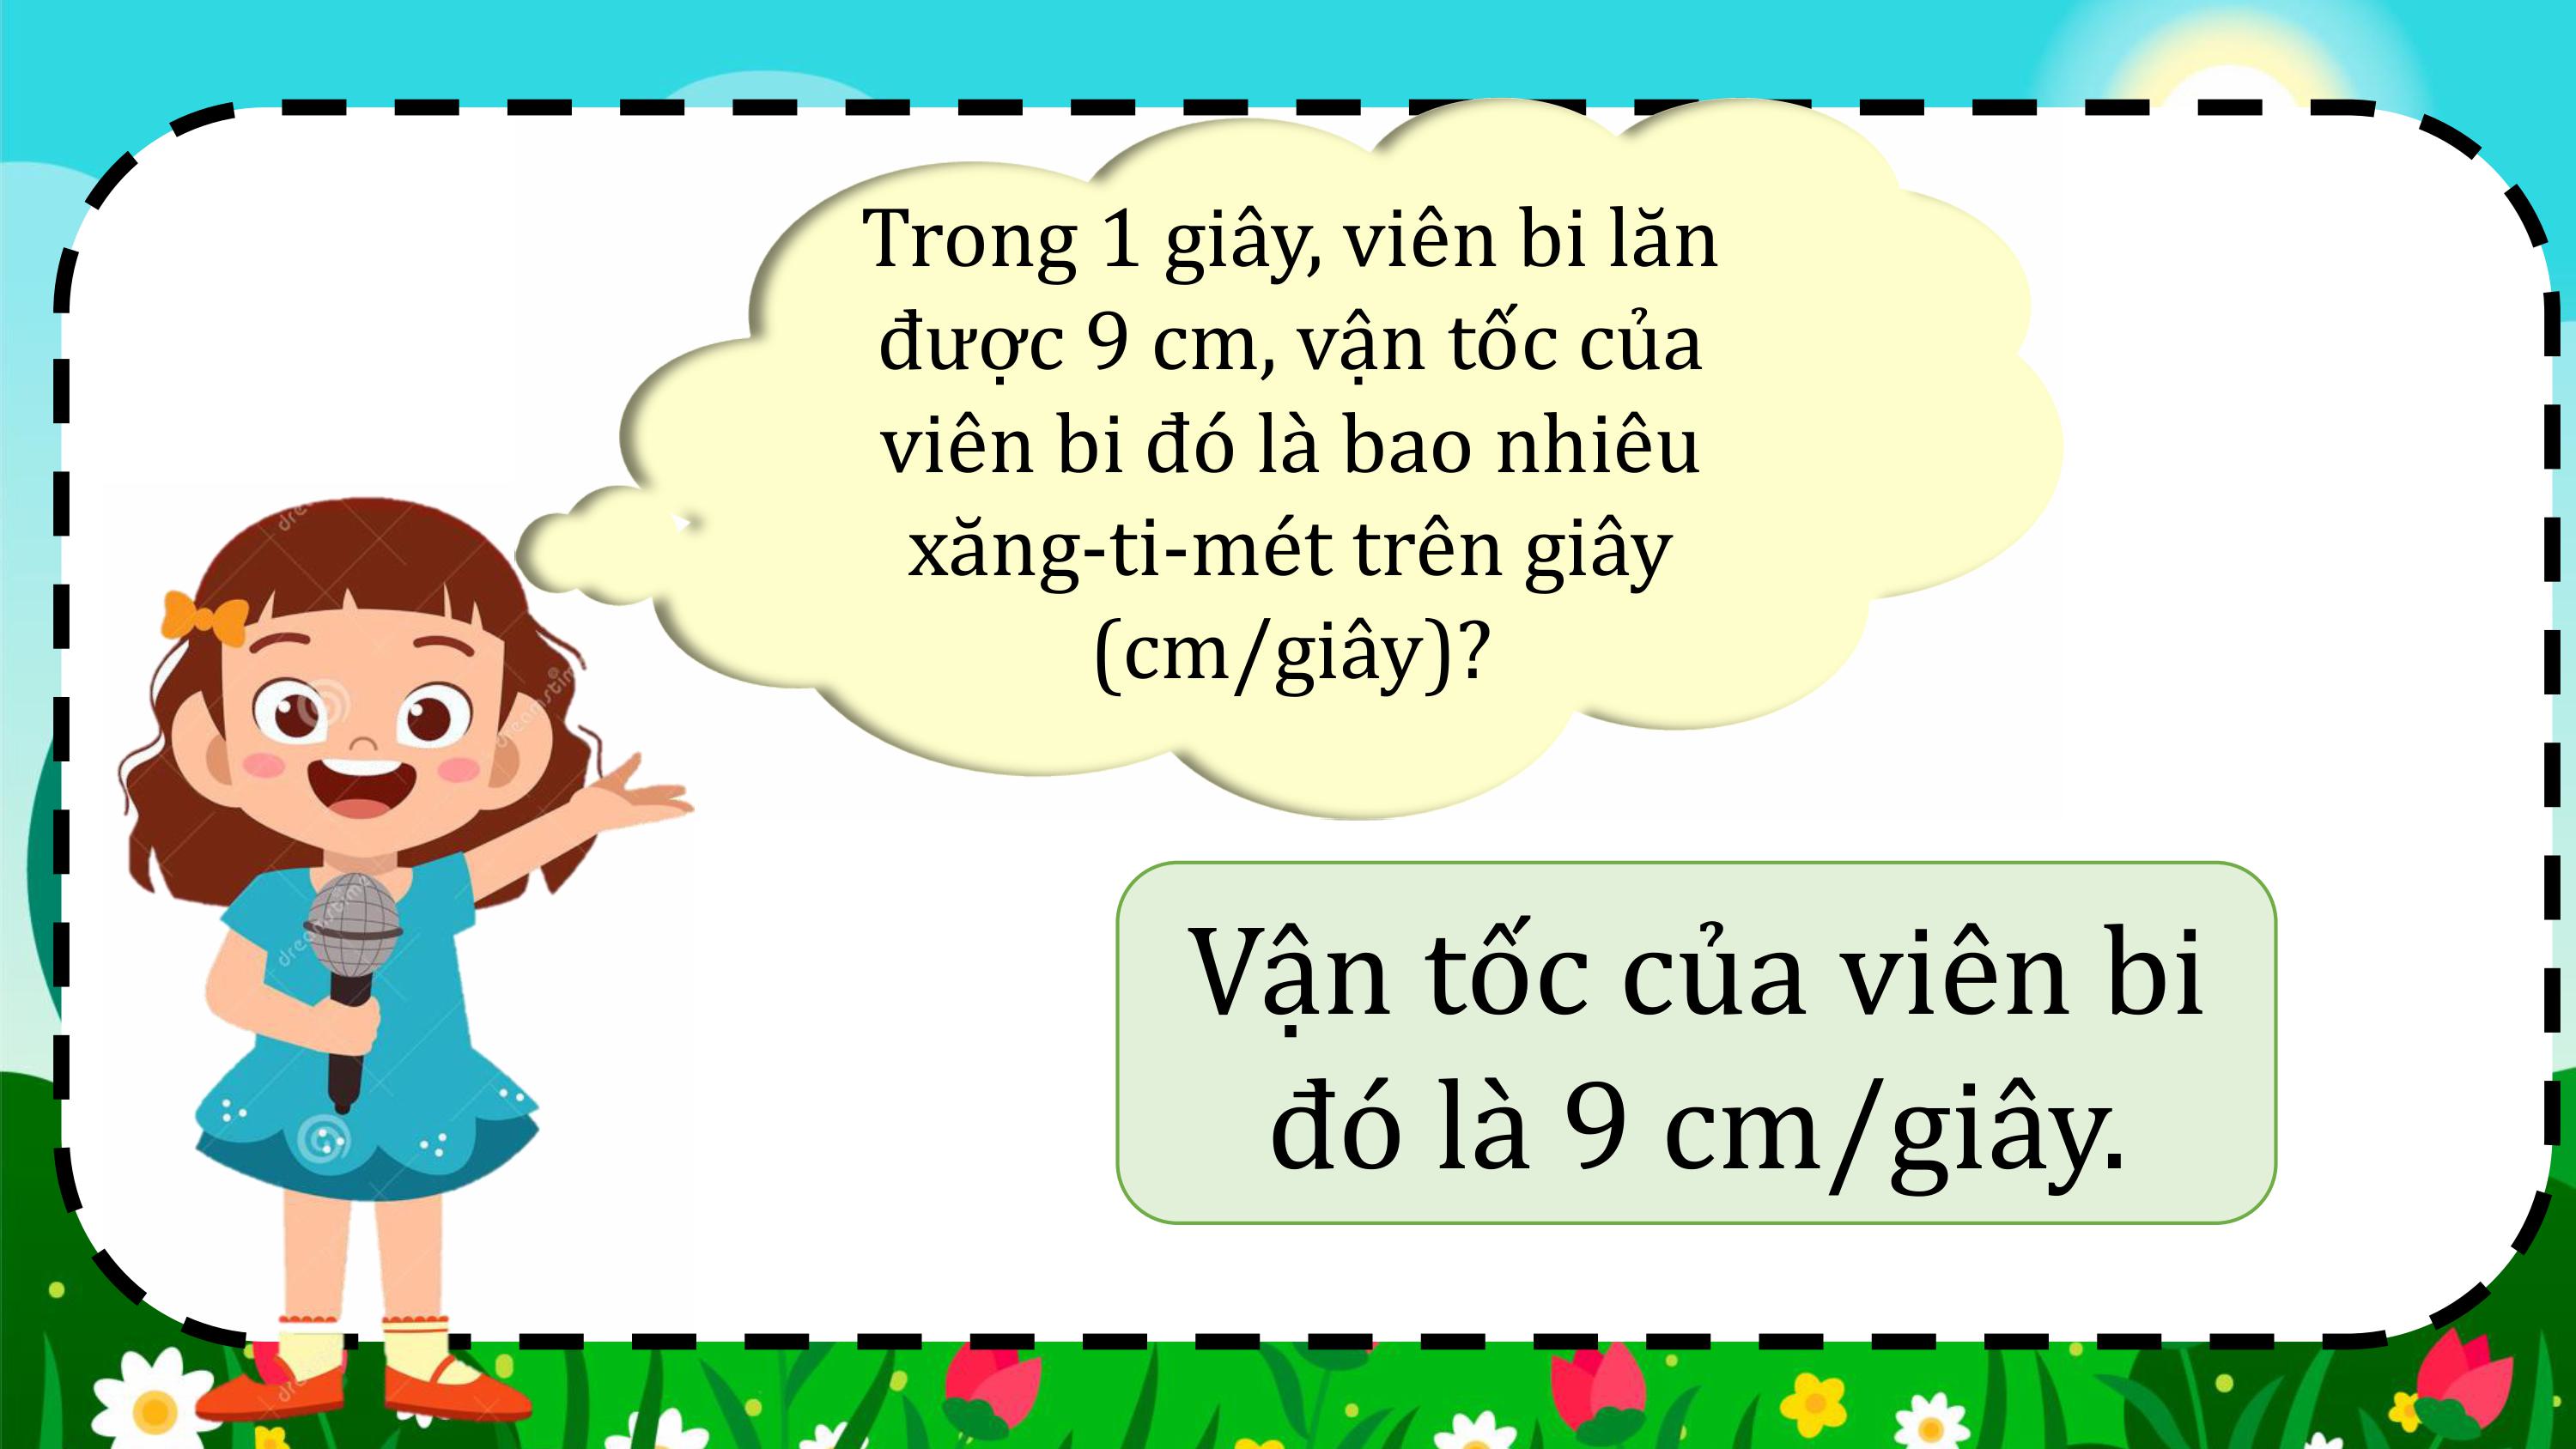 Trong 1 giây, viên bi lăn
được 9 cm, vận tốc của
viên bi đó là bao nhiêu
xăng-ti-mét trên giây
(cm/giây)?
Vận tốc của viên bi
đó là 9 cm/giây.